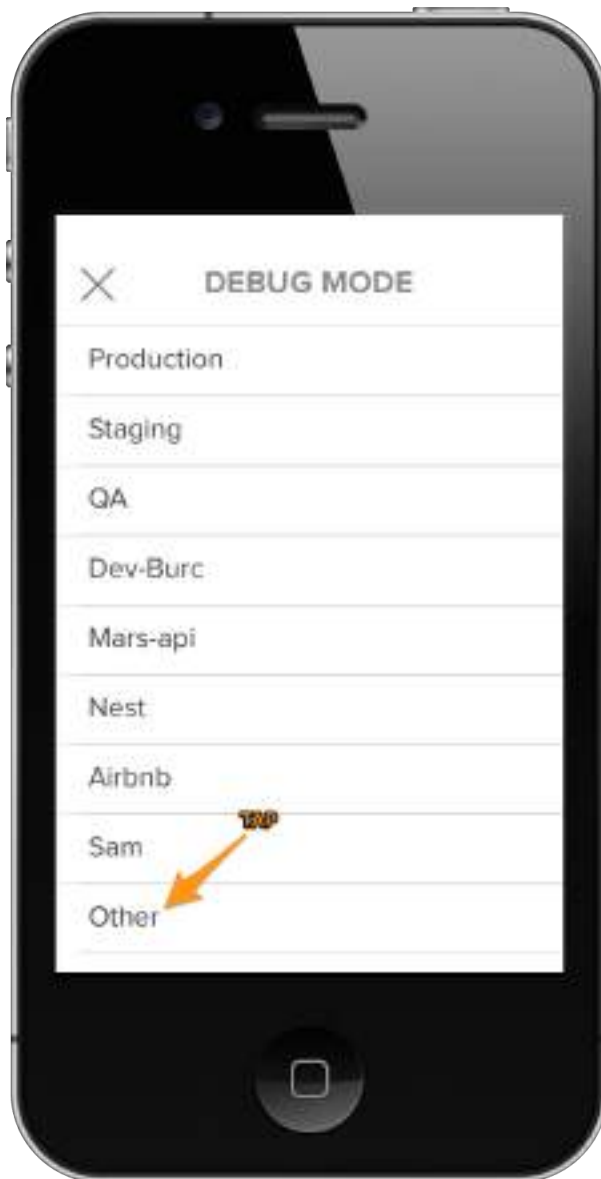 DEBUG MODE
Production
Staging
QA
Dev-Burc
Mars-api
Nest
Airbnb
TAP
Sam
Other